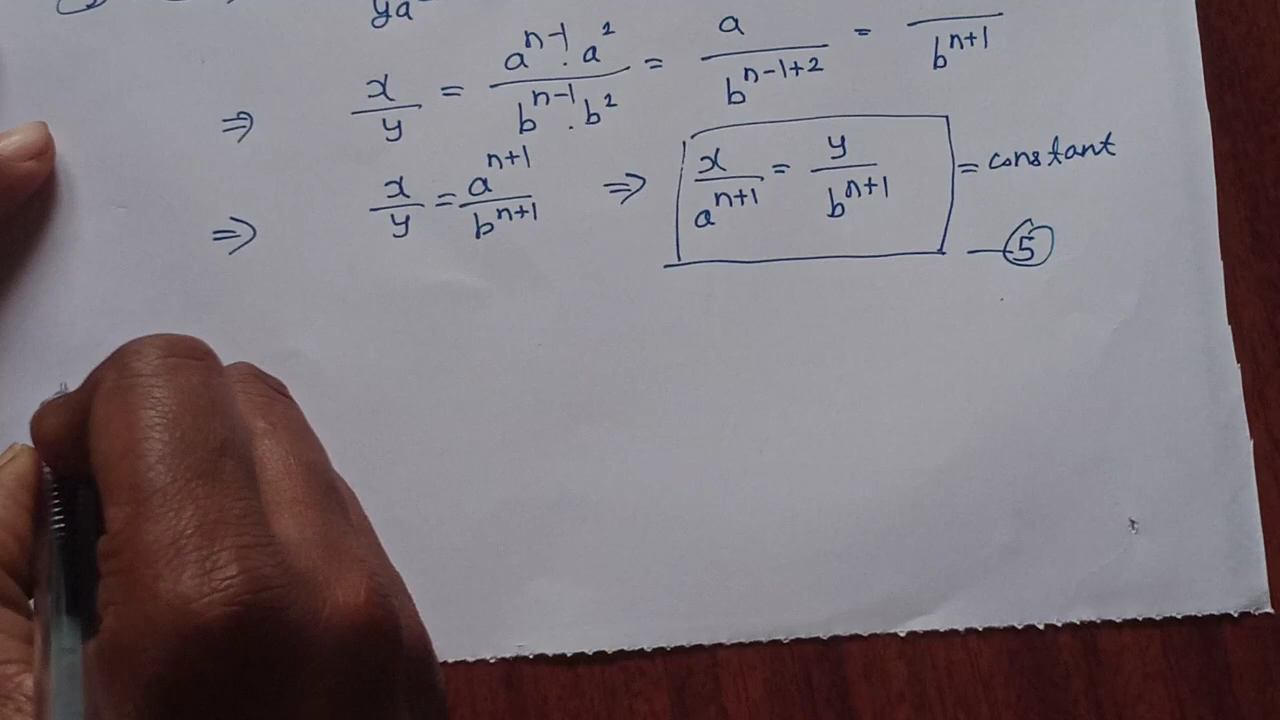 ya
⇒ x/y = a^{n-1} . a^2 / b^{n-1} . b^2 = a / b^{n-1+2} = / b^{n+1}
⇒ x/y = a^{n+1} / b^{n+1} ⇒ x / a^{n+1} = y / b^{n+1} = constant
— 5